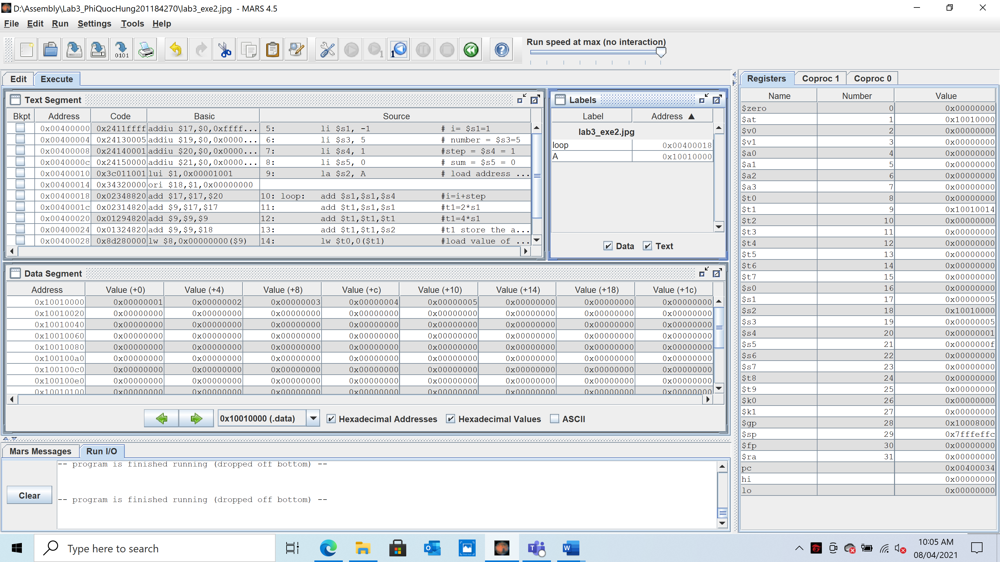 D:\Assembly\Lab3_PhiQuocHung201184270\lab3_exe2.jpg - MARS 4.5
File Edit Run Settings Tools Help
Run speed at max (no interaction)
0101 1 1
Edit Execute
Registers Coproc 1 Coproc 0
Text Segment
Bkpt Address Code Basic Source
0x00400000 0x2411ffff addiu $17,$0,0xffff... 5: li $s1, -1 # i= $s1=1
0x00400004 0x24130005 addiu $19,$0,0x0000... 6: li $s3, 5 # number = $s3=5
0x00400008 0x24140001 addiu $20,$0,0x0000... 7: li $s4, 1 #step = $s4 = 1
0x0040000c 0x24150000 addiu $21,$0,0x0000... 8: li $s5, 0 # sum = $s5 = 0
0x00400010 0x3c011001 lui $1,0x00001001 9: la $s2, A # load address ...
0x00400014 0x34320000 ori $18,$1,0x00000000
0x00400018 0x02348820 add $17,$17,$20 10: loop: add $s1,$s1,$s4 #i=i+step
0x0040001c 0x02314820 add $9,$17,$17 11: add $t1,$s1,$s1 #t1=2*s1
0x00400020 0x01294820 add $9,$9,$9 12: add $t1,$t1,$t1 #t1=4*s1
0x00400024 0x01324820 add $9,$9,$18 13: add $t1,$t1,$s2 #t1 store the a...
0x00400028 0x8d280000 lw $8,0x00000000($9) 14: lw $t0,0($t1) #load value of ...
Labels
Label Address ▲
lab3_exe2.jpg
loop 0x00400018
A 0x10010000
Data Text
Data Segment
Address Value (+0) Value (+4) Value (+8) Value (+c) Value (+10) Value (+14) Value (+18) Value (+1c)
0x10010000 0x00000001 0x00000002 0x00000003 0x00000004 0x00000005 0x00000000 0x00000000 0x00000000
0x10010020 0x00000000 0x00000000 0x00000000 0x00000000 0x00000000 0x00000000 0x00000000 0x00000000
0x10010040 0x00000000 0x00000000 0x00000000 0x00000000 0x00000000 0x00000000 0x00000000 0x00000000
0x10010060 0x00000000 0x00000000 0x00000000 0x00000000 0x00000000 0x00000000 0x00000000 0x00000000
0x10010080 0x00000000 0x00000000 0x00000000 0x00000000 0x00000000 0x00000000 0x00000000 0x00000000
0x100100a0 0x00000000 0x00000000 0x00000000 0x00000000 0x00000000 0x00000000 0x00000000 0x00000000
0x100100c0 0x00000000 0x00000000 0x00000000 0x00000000 0x00000000 0x00000000 0x00000000 0x00000000
0x100100e0 0x00000000 0x00000000 0x00000000 0x00000000 0x00000000 0x00000000 0x00000000 0x00000000
0x10010100 0x00000000 0x00000000 0x00000000 0x00000000 0x00000000 0x00000000 0x00000000 0x00000000
0x10010000 (.data) Hexadecimal Addresses Hexadecimal Values ASCII
Mars Messages Run I/O
-- program is finished running (dropped off bottom) --
-- program is finished running (dropped off bottom) --
Clear
Name Number Value
$zero 0 0x00000000
$at 1 0x10010000
$v0 2 0x00000000
$v1 3 0x00000000
$a0 4 0x00000000
$a1 5 0x00000000
$a2 6 0x00000000
$a3 7 0x00000000
$t0 8 0x00000000
$t1 9 0x10010014
$t2 10 0x00000000
$t3 11 0x00000000
$t4 12 0x00000000
$t5 13 0x00000000
$t6 14 0x00000000
$t7 15 0x00000000
$s0 16 0x00000000
$s1 17 0x00000005
$s2 18 0x10010000
$s3 19 0x00000005
$s4 20 0x00000001
$s5 21 0x0000000f
$s6 22 0x00000000
$s7 23 0x00000000
$t8 24 0x00000000
$t9 25 0x00000000
$k0 26 0x00000000
$k1 27 0x00000000
$gp 28 0x10008000
$sp 29 0x7fffeffc
$fp 30 0x00000000
$ra 31 0x00000000
pc 0x00400034
hi 0x00000000
lo 0x00000000
Type here to search
10:05 AM
08/04/2021